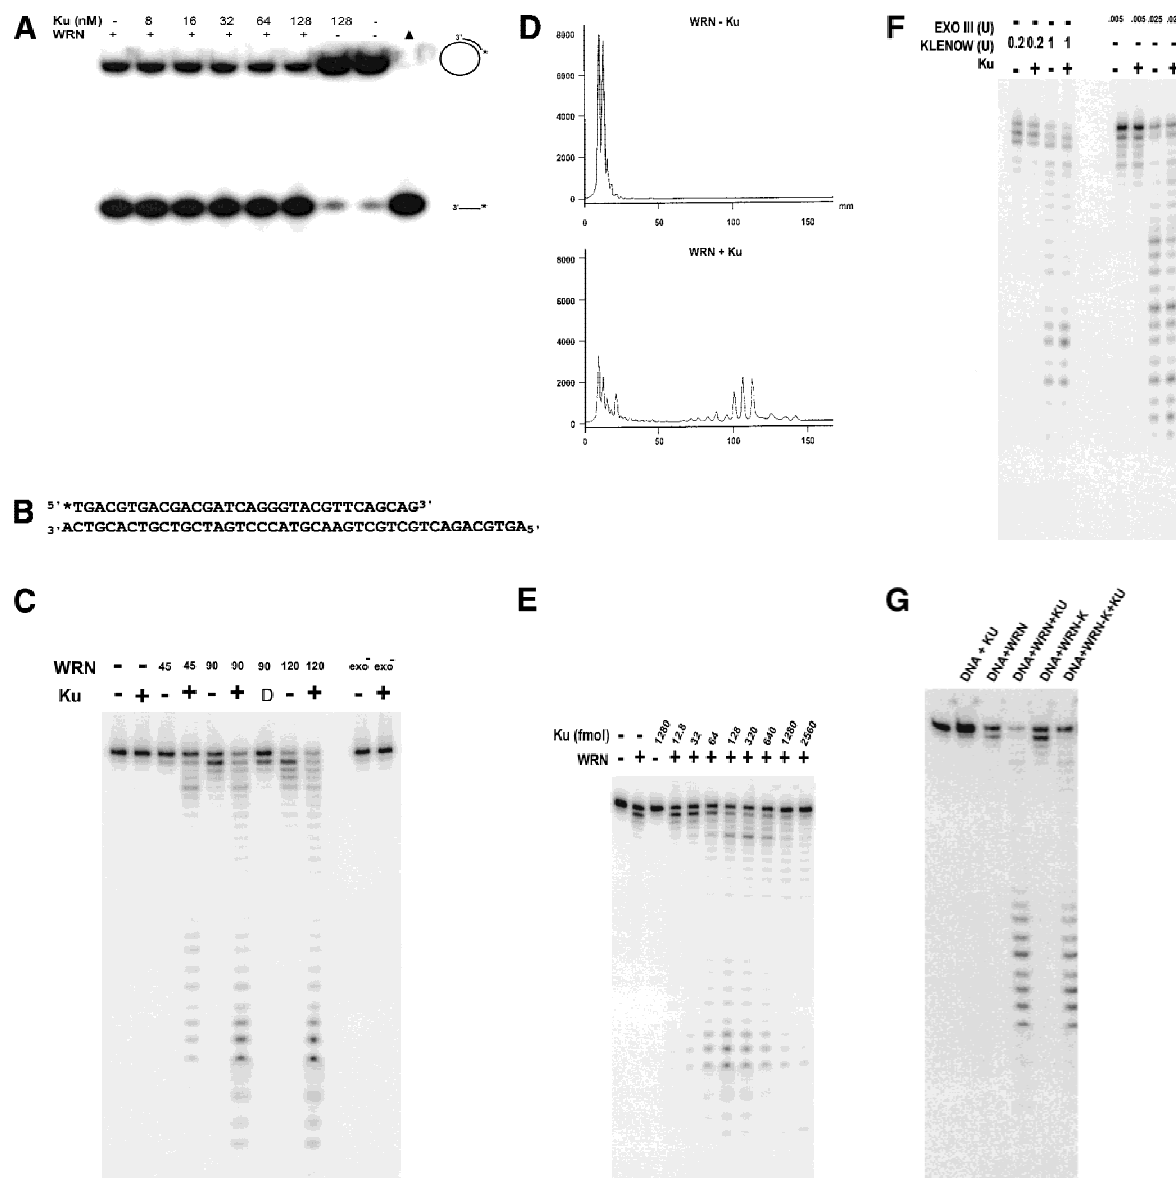 A
Ku (nM) - 8 16 32 64 128 128 -
WRN + + + + + + - - ▲
3' *
3' *
B
5'*TGACGTGACGACGATCAGGGTACGTTCAGCAG3'
3'ACTGCACTGCTGCTAGTCCCATGCAAGTCGTCGTCAGACGTGA5'
C
WRN - - 45 45 90 90 90 120 120 exo- exo-
Ku - + - + - + D - + - +
D
WRN - Ku
8000
6000
4000
2000
0
0 50 100 150 mm
WRN + Ku
8000
6000
4000
2000
0
0 50 100 150
E
Ku (fmol) - - 1280 12.8 32 64 128 320 640 1280 2560
WRN - + - + + + + + + + +
F
EXO III (U) - - - - .005 .005 .025 .02
KLENOW (U) 0.2 0.2 1 1 - - - -
Ku - + - + - + - +
G
DNA + KU
DNA+WRN
DNA+WRN+KU
DNA+WRN-K
DNA+WRN-K+KU